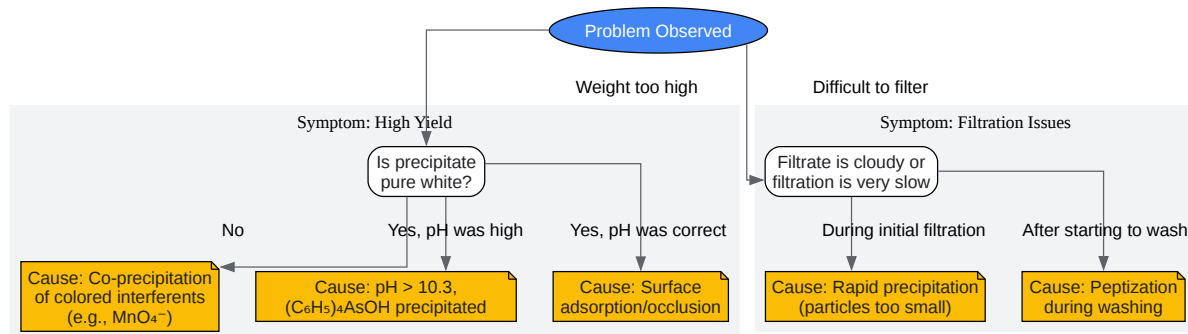 Problem Observed
Weight too high
Difficult to filter
Symptom: High Yield
Symptom: Filtration Issues
Is precipitate
pure white?
Filtrate is cloudy or
filtration is very slow
No
Yes, pH was high
Yes, pH was correct
During initial filtration
After starting to wash
Cause: Co-precipitation
of colored interferents
(e.g., MnO₄⁻)
Cause: pH > 10.3,
(C₆H₅)₄AsOH precipitated
Cause: Surface
adsorption/occlusion
Cause: Rapid precipitation
(particles too small)
Cause: Peptization
during washing